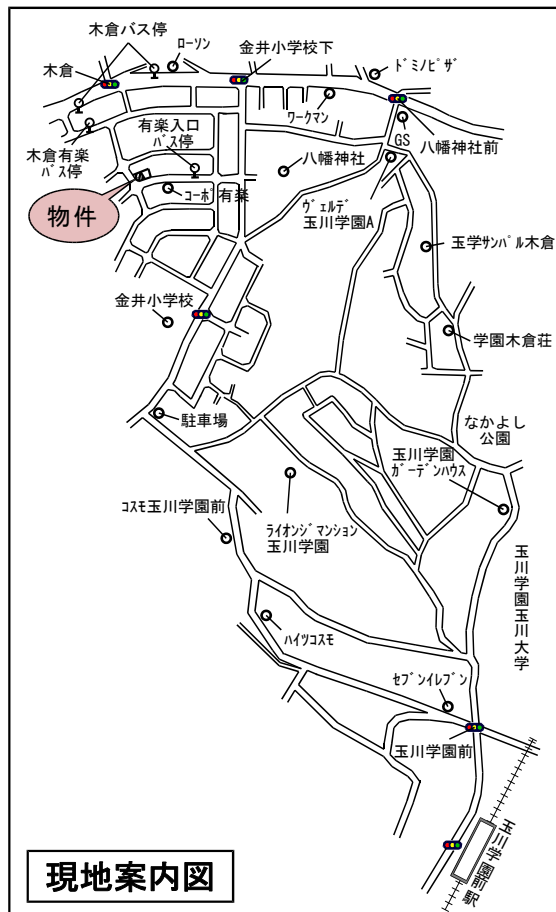 木倉バス停
ローソン
金井小学校下
木倉
ドミノピザ
ワークマン
有楽入口
バス停
GS
八幡神社前
木倉有楽
バス停
八幡神社
コーポ有楽
ヴェルデ
玉川学園A
物件
玉学サンパル木倉
金井小学校
学園木倉荘
駐車場
なかよし
公園
玉川学園
ガーデンハウス
コスモ玉川学園前
ライオンジマンション
玉川学園
玉川学園玉川大学
ハイツコスモ
セブンイレブン
玉川学園前
玉川学園前駅
現地案内図